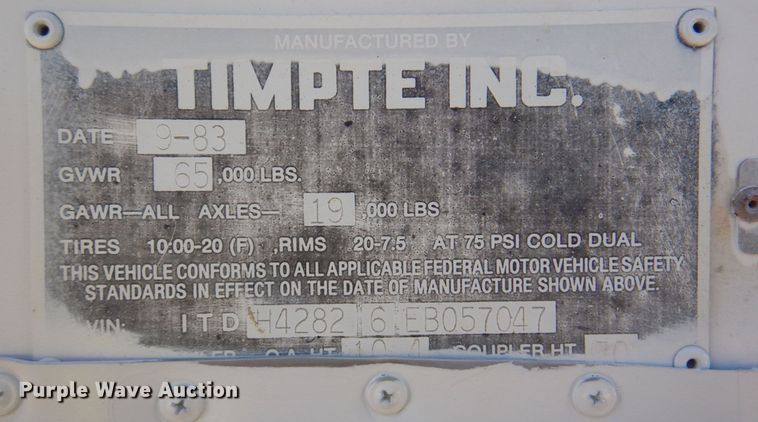 MANUFACTURED BY
TIMPTE INC.
DATE 9-83
GVWR 65 ,000 LBS.
GAWR—ALL AXLES— 19 ,000 LBS
TIRES 10:00-20 (F) ,RIMS 20-7.5 AT 75 PSI COLD DUAL
THIS VEHICLE CONFORMS TO ALL APPLICABLE FEDERAL MOTOR VEHICLE SAFETY
STANDARDS IN EFFECT ON THE DATE OF MANUFACTURE SHOWN ABOVE.
VIN: ITD H4282 6 EB057047
O.A. HT. COUPLER HT.
Purple Wave Auction